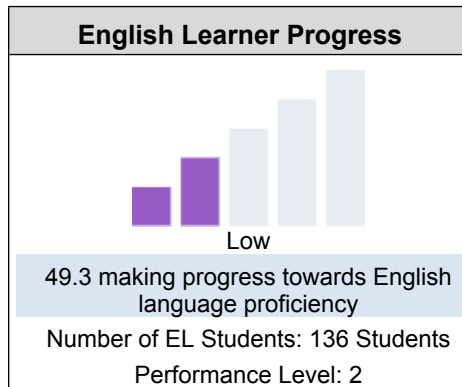 English Learner Progress
Low
49.3 making progress towards English
language proficiency
Number of EL Students: 136 Students
Performance Level: 2